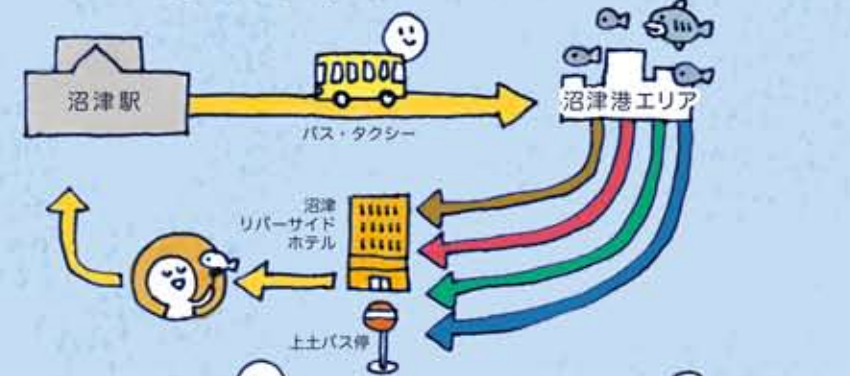 沼津駅
バス・タクシー
沼津港エリア
沼津
リバーサイド
ホテル
上土バス停